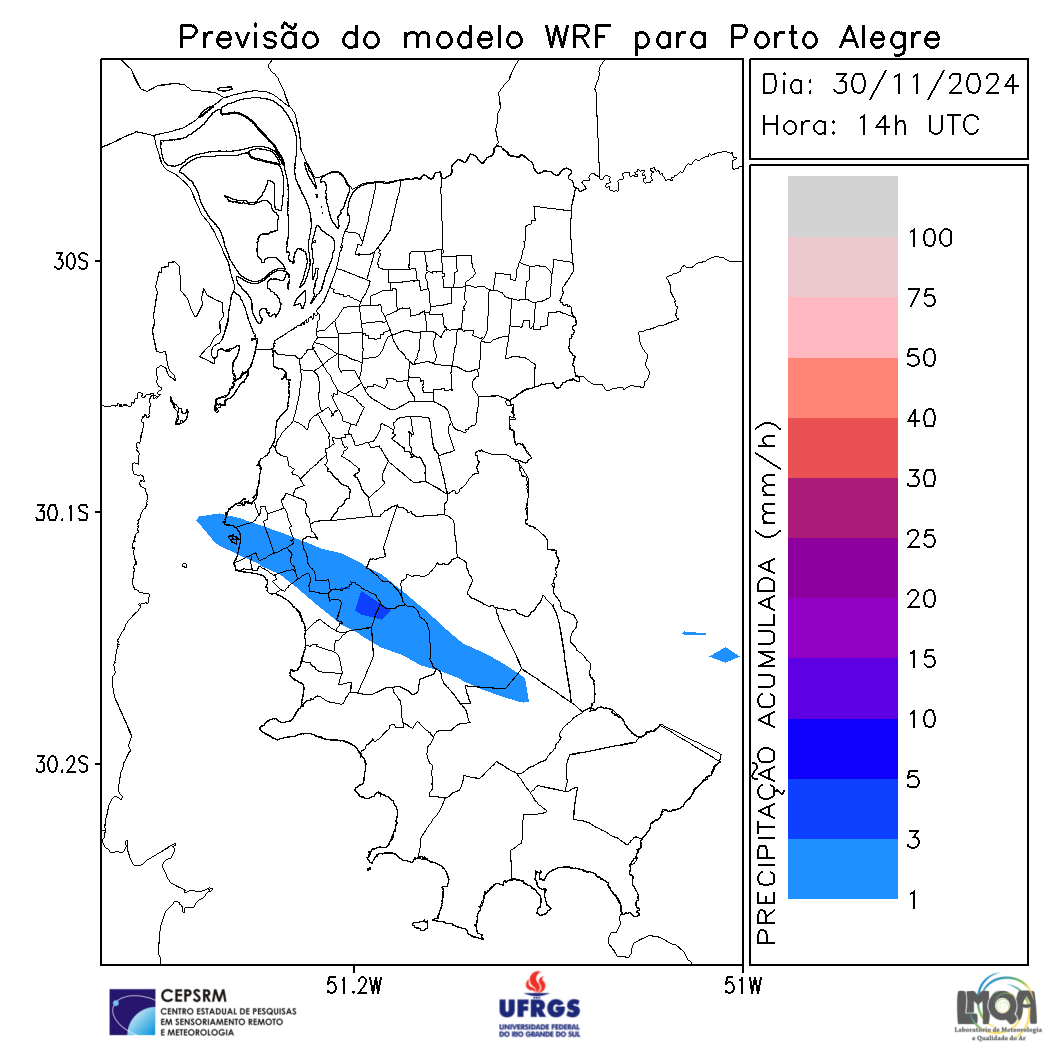 Previsão do modelo WRF para Porto Alegre
Dia: 30/11/2024
Hora: 14h UTC
30S
30.1S
30.2S
51.2W
51W
PRECIPITAÇÃO ACUMULADA (mm/h)
100
75
50
40
30
25
20
15
10
5
3
1
CEPSRM
CENTRO ESTADUAL DE PESQUISAS
EM SENSORIAMENTO REMOTO
E METEOROLOGIA
UFRGS
UNIVERSIDADE FEDERAL
DO RIO GRANDE DO SUL
LMQA
Laboratório de Meteorologia
e Qualidade do Ar